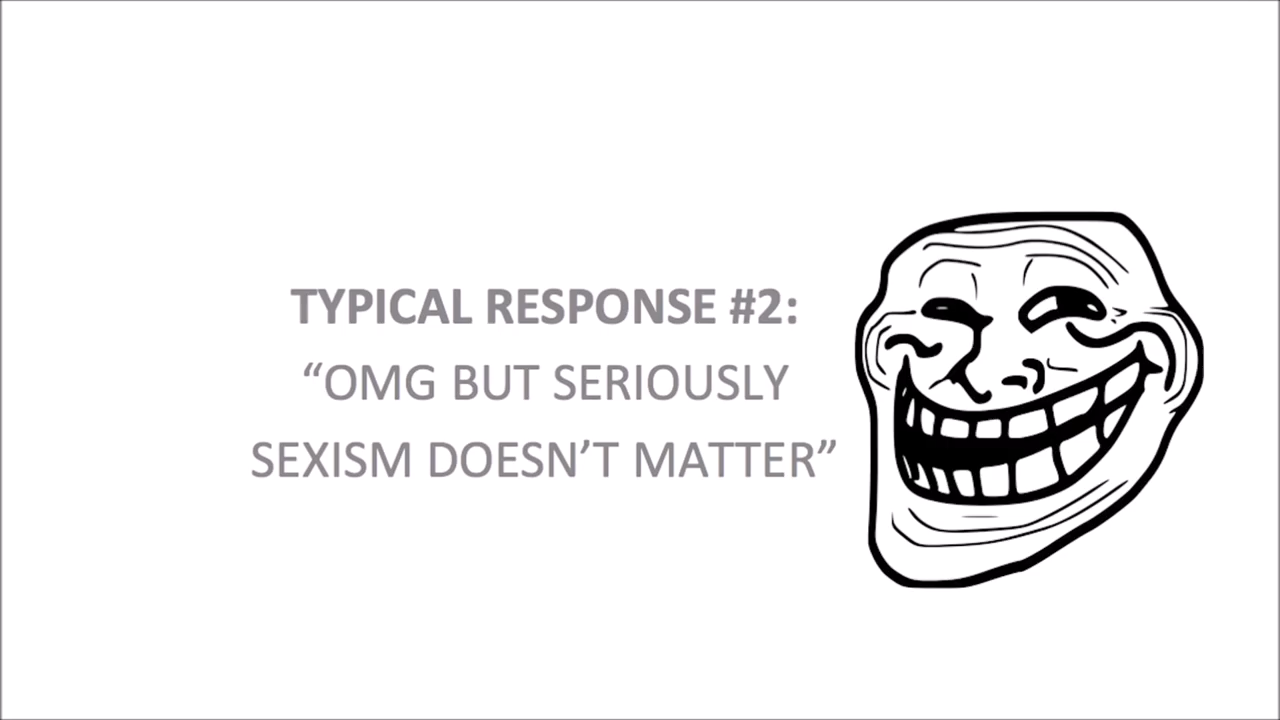 TYPICAL RESPONSE #2:
“OMG BUT SERIOUSLY
SEXISM DOESN’T MATTER”